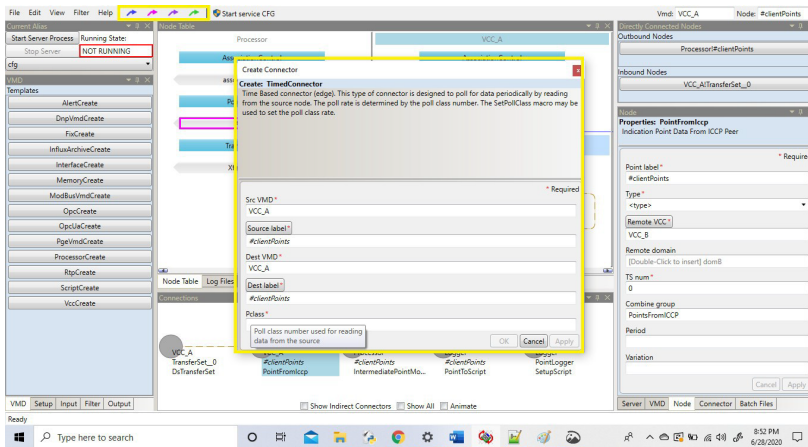 File Edit View Filter Help
Start service CFG
Vmd: VCC_A Node: #clientPoints
Current Alias
Start Server Process Running State:
Stop Server NOT RUNNING
cfg
VMD
Templates
AlertCreate
DnpVmdCreate
FixCreate
InfluxArchiveCreate
InterfaceCreate
MemoryCreate
ModBusVmdCreate
OpcCreate
OpcUaCreate
PgeVmdCreate
ProcessorCreate
RtpCreate
ScriptCreate
VccCreate
VMD Setup Input Filter Output
Ready
Node Table
Processor VCC_A
Create Connector
Create: TimedConnector
Time Based connector (edge). This type of connector is designed to poll for data periodically by reading
from the source node. The poll rate is determined by the poll class number. The SetPollClass macro may be
used to set the poll class rate.
* Required
Src VMD*
VCC_A
Source label*
#clientPoints
Dest VMD*
VCC_A
Dest label*
#clientPoints
Pclass*
Poll class number used for reading
data from the source
OK Cancel Apply
Node Table Log Files
Connections
VCC_A
TransferSet__0 #clientPoints #clientPoints #clientPoints PointLogger
DsTransferSet PointFromIccp IntermediatePointMo... PointToScript SetupScript
Show Indirect Connectors Show All Animate
Directly Connected Nodes
Outbound Nodes
Processor!#clientPoints
Inbound Nodes
VCC_A!TransferSet__0
Node
Properties: PointFromIccp
Indication Point Data From ICCP Peer
* Require
Point label*
#clientPoints
Type*
<type>
Remote VCC*
VCC_B
Remote domain
[Double-Click to insert] domB
TS num*
0
Combine group
PointsFromICCP
Period
Variation
Cancel Apply
Server VMD Node Connector Batch Files
Type here to search
8:52 PM
6/28/2020